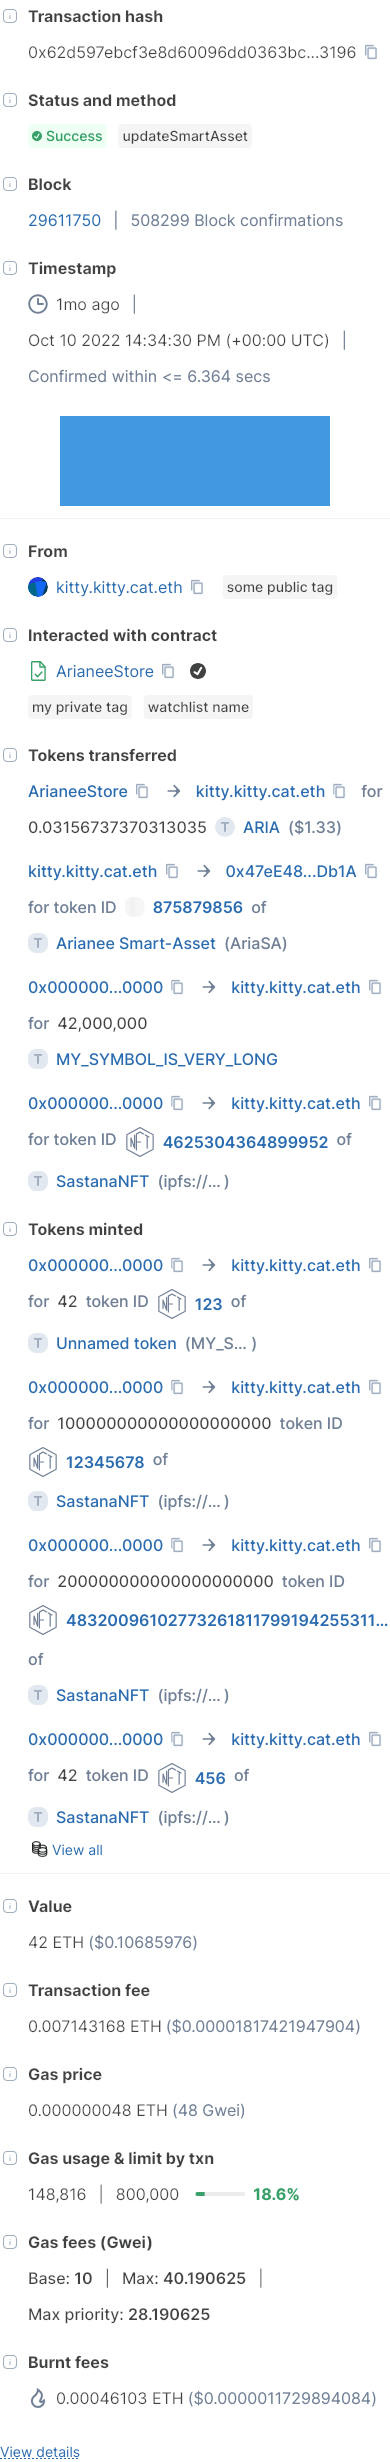 Transaction hash
0x62d597ebcf3e8d60096dd0363bc...3196
Status and method
Success updateSmartAsset
Block
29611750 | 508299 Block confirmations
Timestamp
1mo ago |
Oct 10 2022 14:34:30 PM (+00:00 UTC) |
Confirmed within <= 6.364 secs
From
kitty.kitty.cat.eth some public tag
Interacted with contract
ArianeeStore
my private tag watchlist name
Tokens transferred
ArianeeStore → kitty.kitty.cat.eth for
0.03156737370313035 T ARIA ($1.33)
kitty.kitty.cat.eth → 0x47eE48...Db1A
for token ID 875879856 of
T Arianee Smart-Asset (AriaSA)
0x000000...0000 → kitty.kitty.cat.eth
for 42,000,000
T MY_SYMBOL_IS_VERY_LONG
0x000000...0000 → kitty.kitty.cat.eth
for token ID NFT 4625304364899952 of
T SastanaNFT (ipfs://... )
Tokens minted
0x000000...0000 → kitty.kitty.cat.eth
for 42 token ID NFT 123 of
T Unnamed token (MY_S... )
0x000000...0000 → kitty.kitty.cat.eth
for 100000000000000000000 token ID
NFT 12345678 of
T SastanaNFT (ipfs://... )
0x000000...0000 → kitty.kitty.cat.eth
for 200000000000000000000 token ID
NFT 483200961027732618117991942553110...
of
T SastanaNFT (ipfs://... )
0x000000...0000 → kitty.kitty.cat.eth
for 42 token ID NFT 456 of
T SastanaNFT (ipfs://... )
View all
Value
42 ETH ($0.10685976)
Transaction fee
0.007143168 ETH ($0.00001817421947904)
Gas price
0.000000048 ETH (48 Gwei)
Gas usage & limit by txn
148,816 | 800,000 18.6%
Gas fees (Gwei)
Base: 10 | Max: 40.190625 |
Max priority: 28.190625
Burnt fees
0.00046103 ETH ($0.0000011729894084)
View details